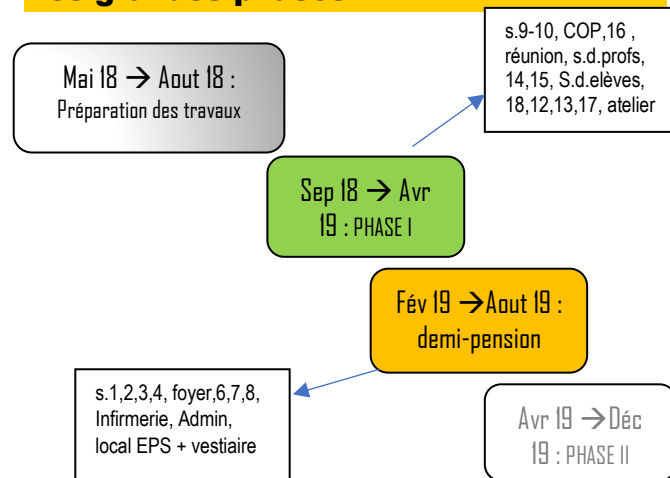 s.9-10, COP,16 ,
réunion, s.d.profs,
14,15, S.d.elèves,
18,12,13,17, atelier
Mai 18 → Aout 18 :
Préparation des travaux
Sep 18 → Avr
19 : PHASE I
Fév 19 →Aout 19 :
demi-pension
s.1,2,3,4, foyer,6,7,8,
Infirmerie, Admin,
local EPS + vestiaire
Avr 19 →Déc
19 : PHASE II